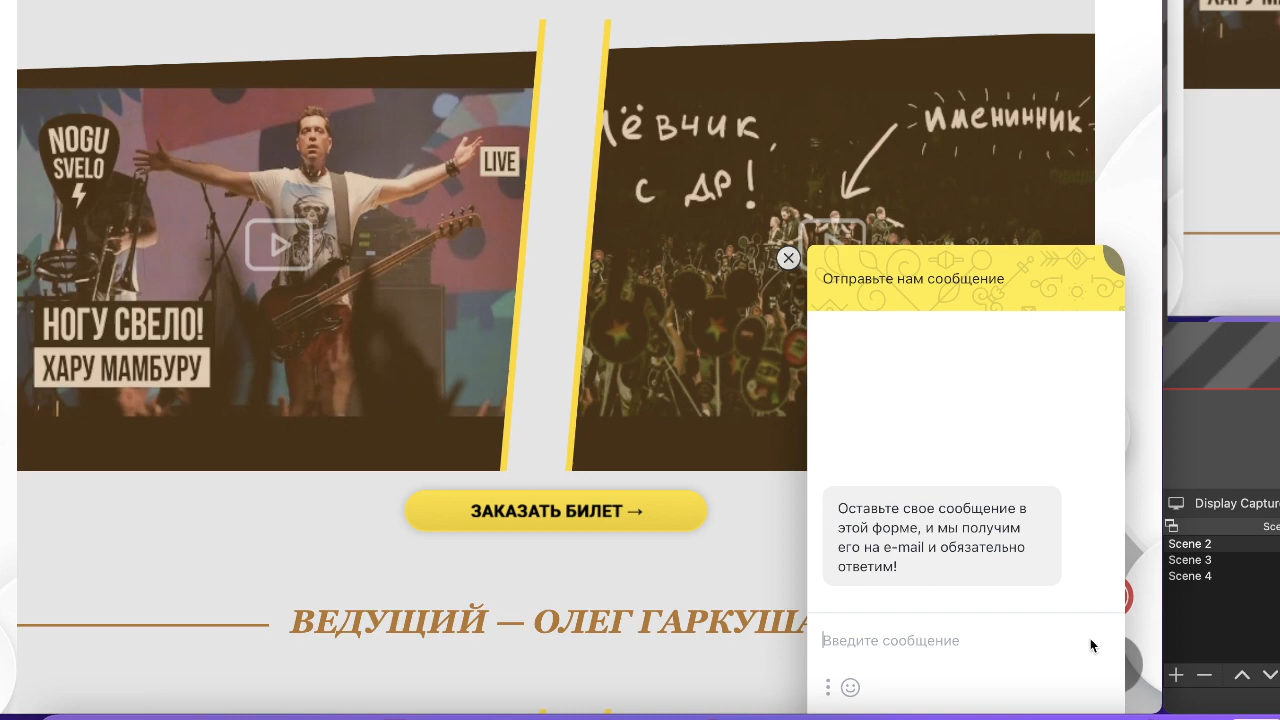 NOGU
SVELO
LIVE
НОГУ СВЕЛО!
ХАРУ МАМБУРУ
лёвчик
с др!
именинник
Отправьте нам сообщение
Оставьте свое сообщение в
этой форме, и мы получим
его на e-mail и обязательно
ответим!
Введите сообщение
ЗАКАЗАТЬ БИЛЕТ →
ВЕДУЩИЙ — ОЛЕГ ГАРКУША
Display Captur
Sce
Scene 2
Scene 3
Scene 4